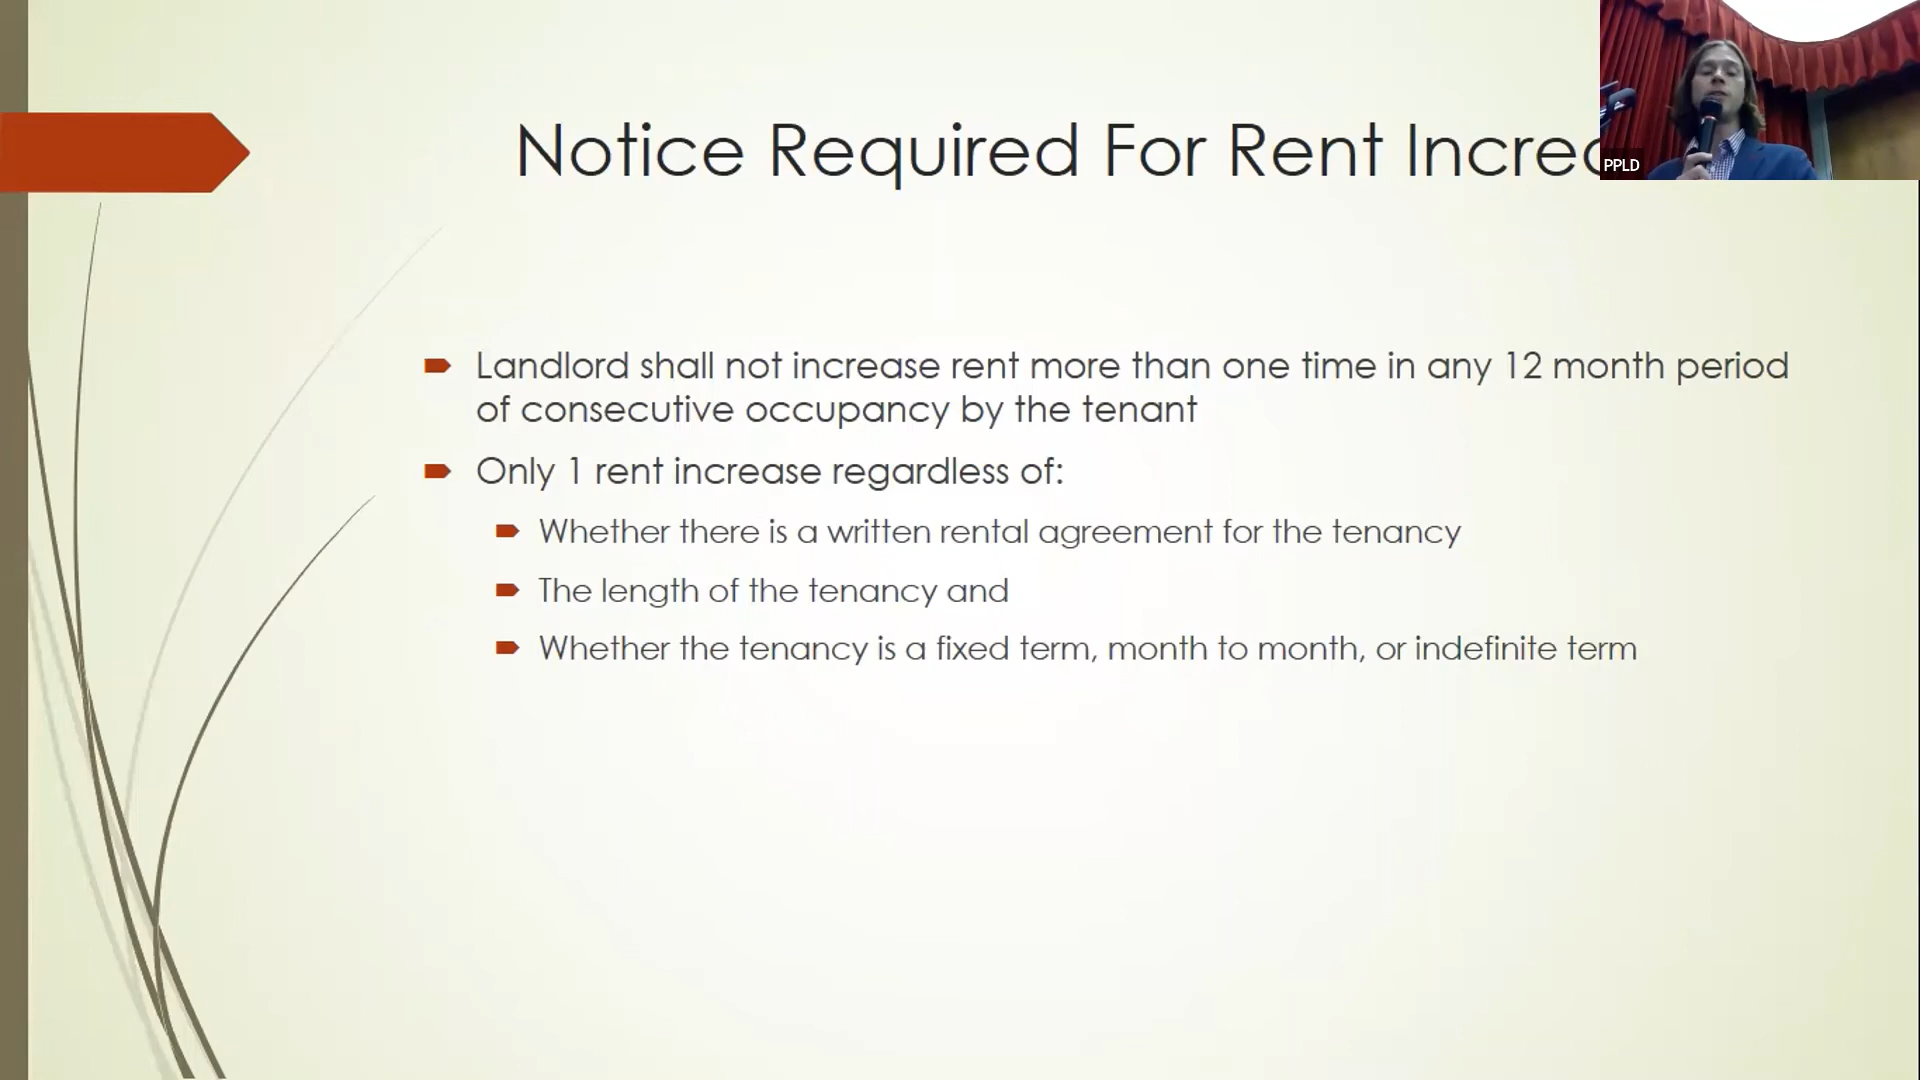 Notice Required For Rent
PPLD
Landlord shall not increase rent more than one time in any 12 month period
of consecutive occupancy by the tenant
Only 1 rent increase regardless of:
Whether there is a written rental agreement for the tenancy
The length of the tenancy and
Whether the tenancy is a fixed term, month to month, or indefinite term